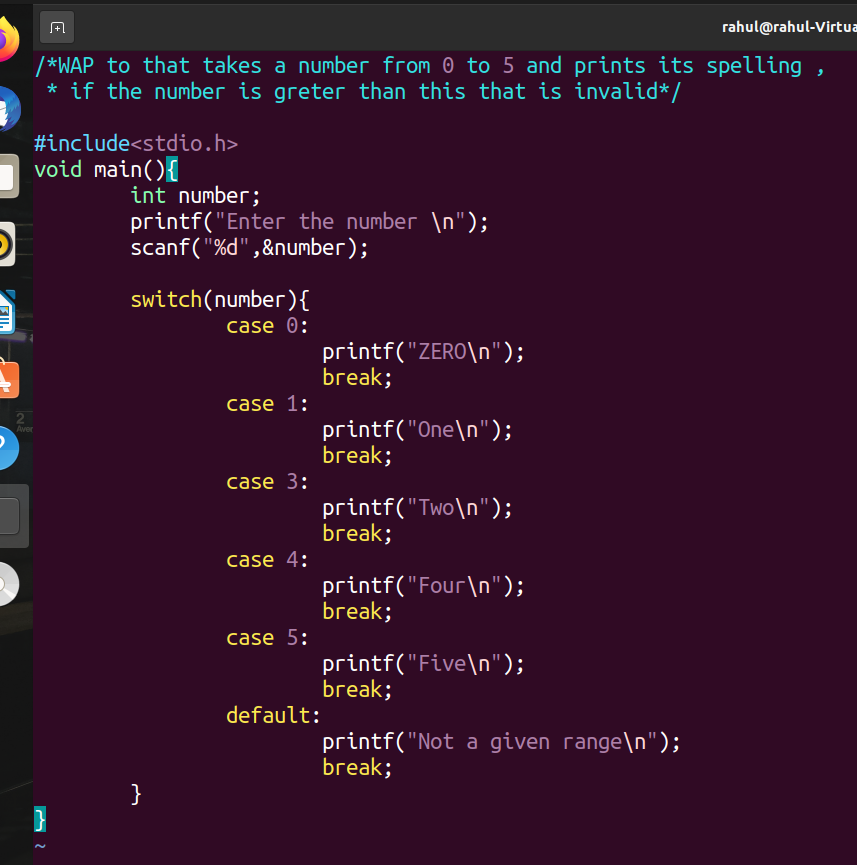 rahul@rahul-Virtua
/*WAP to that takes a number from 0 to 5 and prints its spelling ,
 * if the number is greter than this that is invalid*/

#include<stdio.h>
void main(){
        int number;
        printf("Enter the number \n");
        scanf("%d",&number);

        switch(number){
                case 0:
                        printf("ZERO\n");
                        break;
                case 1:
                        printf("One\n");
                        break;
                case 3:
                        printf("Two\n");
                        break;
                case 4:
                        printf("Four\n");
                        break;
                case 5:
                        printf("Five\n");
                        break;
                default:
                        printf("Not a given range\n");
                        break;
        }
}
~